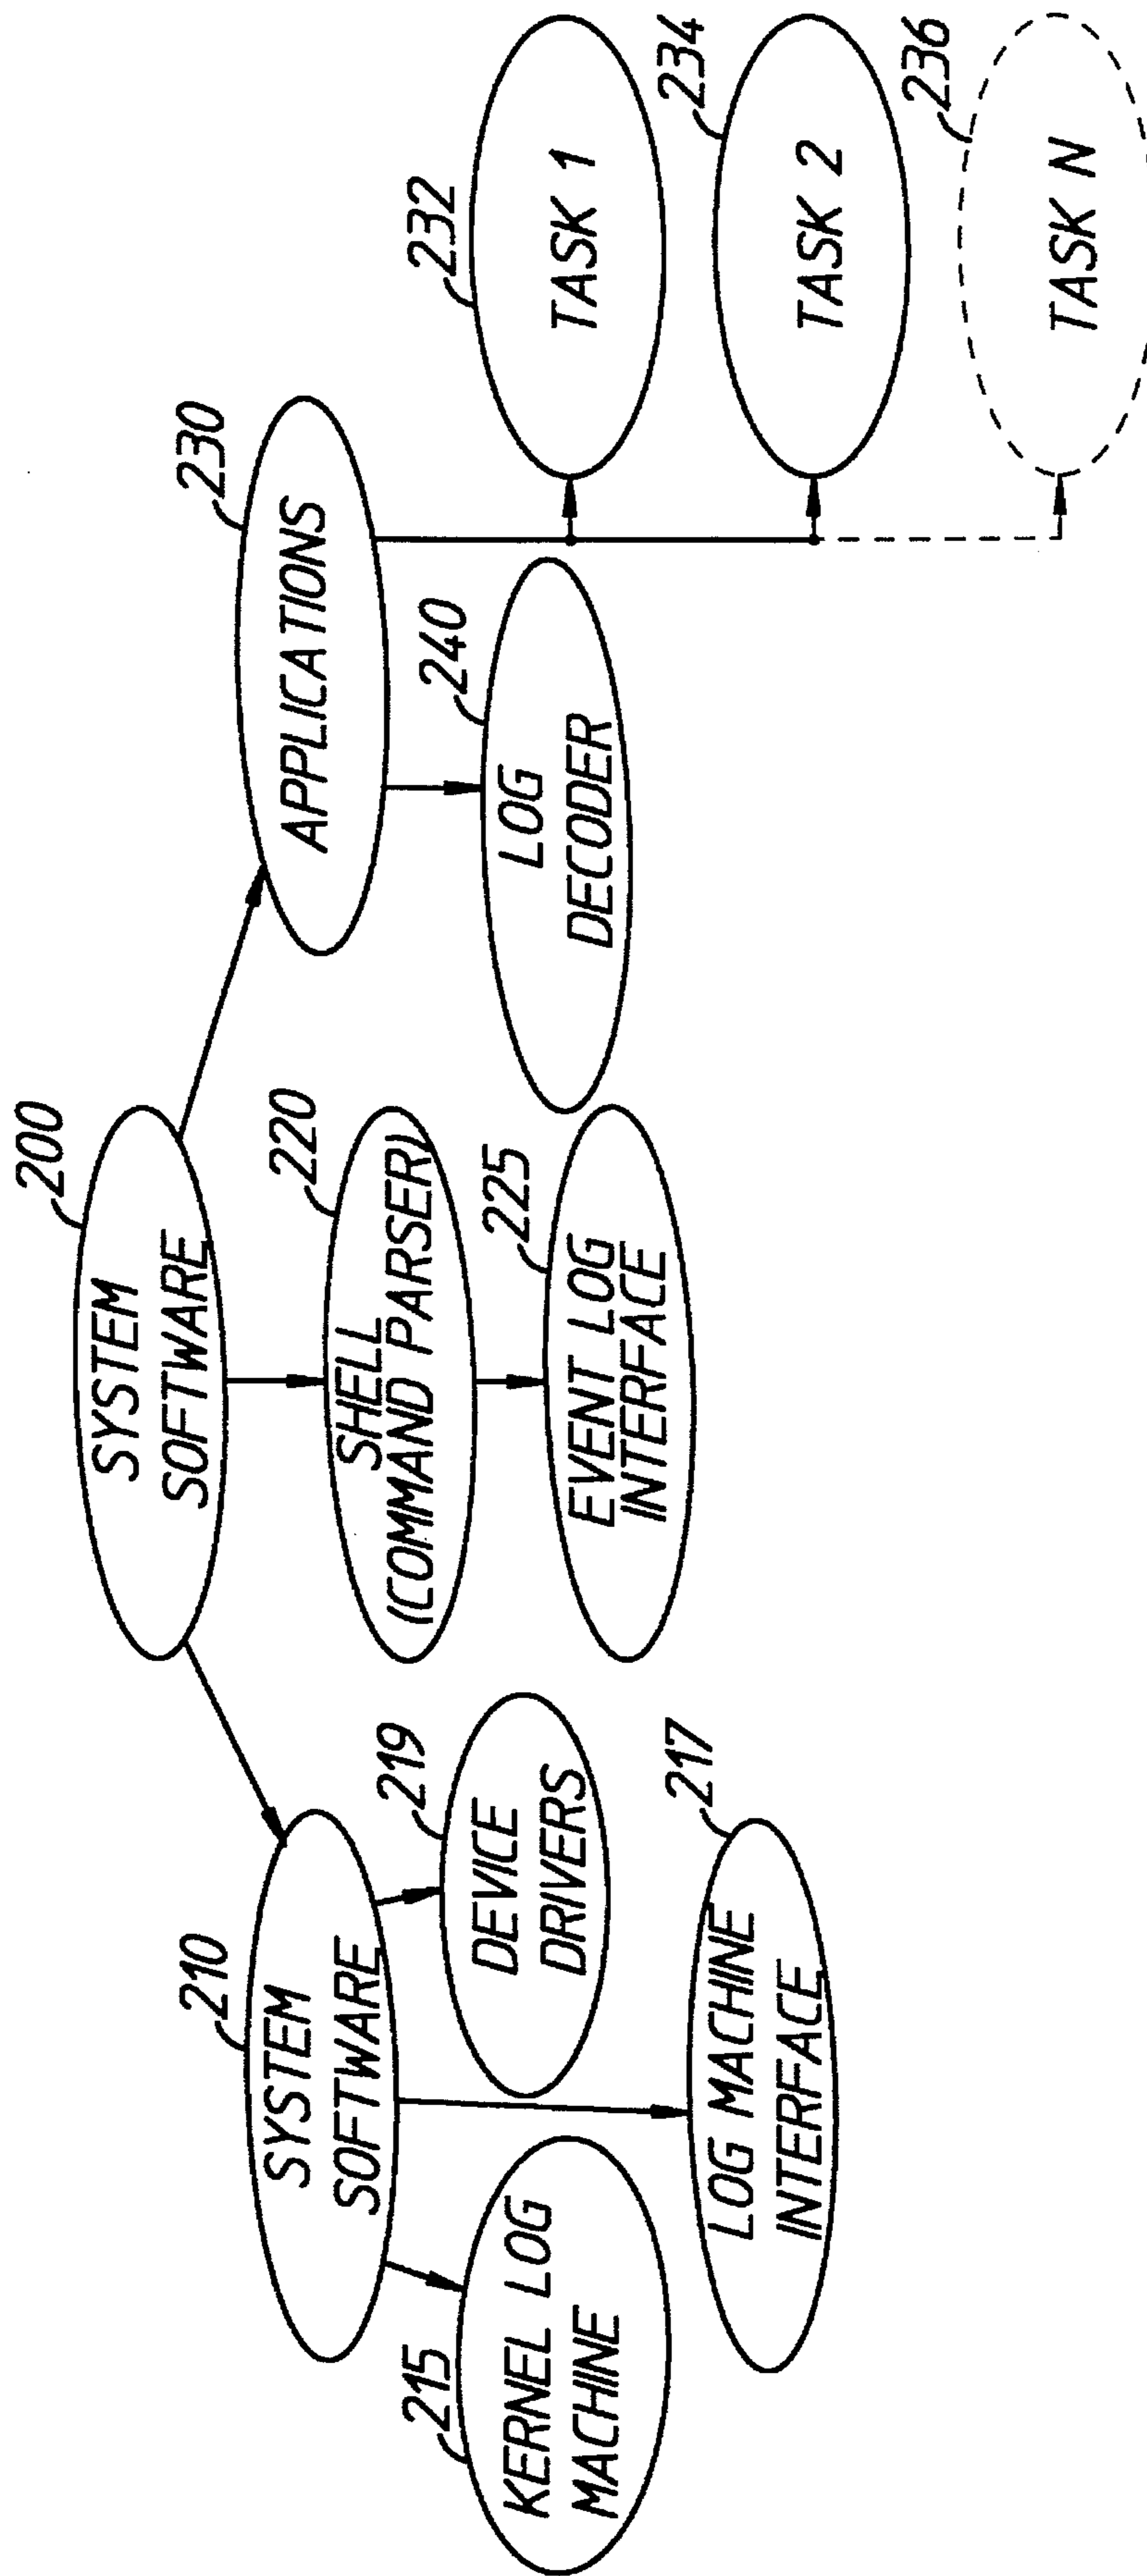 200
SYSTEM
SOFTWARE
210
SYSTEM
SOFTWARE
220
SHELL
(COMMAND PARSER)
230
APPLICATIONS
215
KERNEL LOG
MACHINE
219
DEVICE
DRIVERS
217
LOG MACHINE
INTERFACE
225
EVENT LOG
INTERFACE
240
LOG
DECODER
232
TASK 1
234
TASK 2
236
TASK N